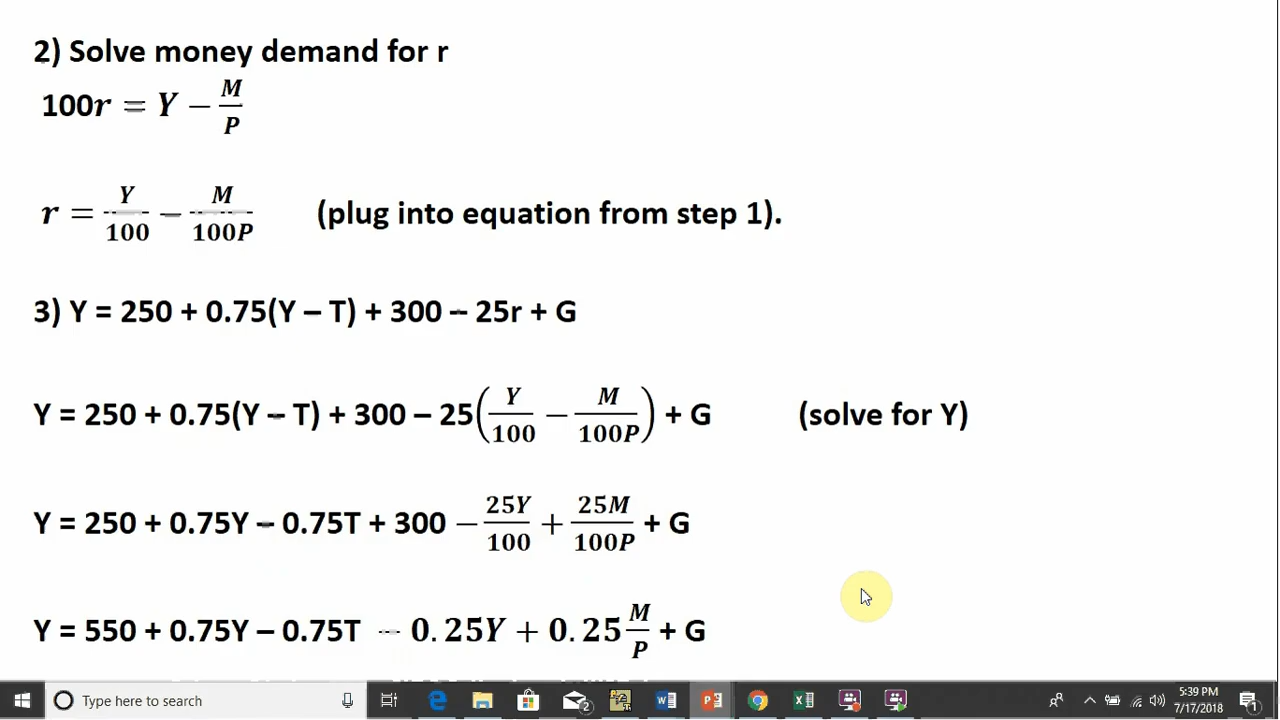 2) Solve money demand for r
100r = Y − M/P
r = Y/100 − M/100P (plug into equation from step 1).
3) Y = 250 + 0.75(Y – T) + 300 – 25r + G
Y = 250 + 0.75(Y – T) + 300 – 25(Y/100 − M/100P) + G (solve for Y)
Y = 250 + 0.75Y – 0.75T + 300 − 25Y/100 + 25M/100P + G
Y = 550 + 0.75Y – 0.75T − 0.25Y + 0.25 M/P + G
Type here to search
2
5:39 PM
7/17/2018
1